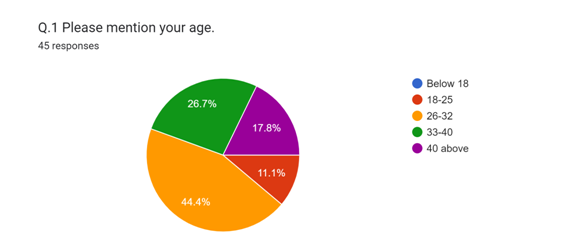 Q.1 Please mention your age.
45 responses
Below 18
18-25
26-32
33-40
40 above
26.7%
17.8%
11.1%
44.4%